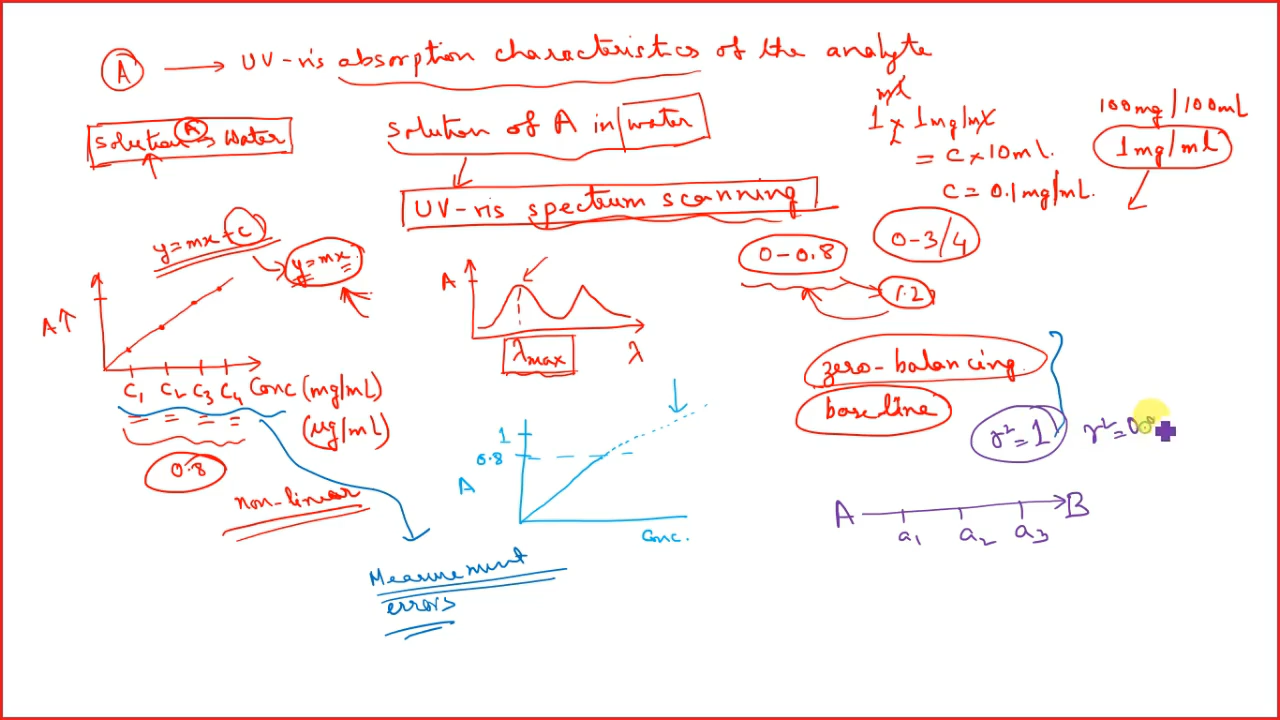 A → UV-vis absorption characteristics of the analyte
Solution A → Water
solution of A in water
UV-vis spectrum scanning
1 mL × 1mg/mL
= C × 10mL
C = 0.1mg/mL.
100mg/100mL
1mg/mL
0-0.8
0-3/4
1.2
y=mx+c
y=mx
A↑
C1 C2 C3 C4 Conc (mg/mL)
(μg/mL)
0.8
non-linear
A
λmax
λ
zero-balancing
baseline
r²=1
r²=0.9
1
0.8
A
Conc.
A
a1 a2 a3
B
Measurement
errors